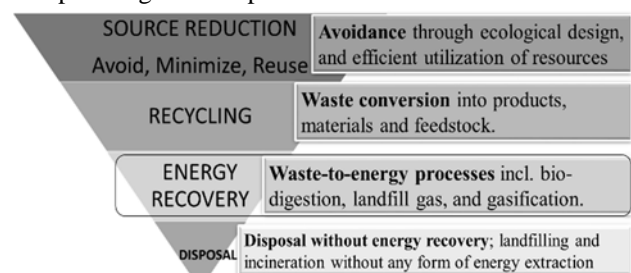 SOURCE REDUCTION
Avoid, Minimize, Reuse
Avoidance through ecological design,
and efficient utilization of resources
RECYCLING
Waste conversion into products,
materials and feedstock.
ENERGY
RECOVERY
Waste-to-energy processes incl. bio-
digestion, landfill gas, and gasification.
DISPOSAL
Disposal without energy recovery; landfilling and
incineration without any form of energy extraction